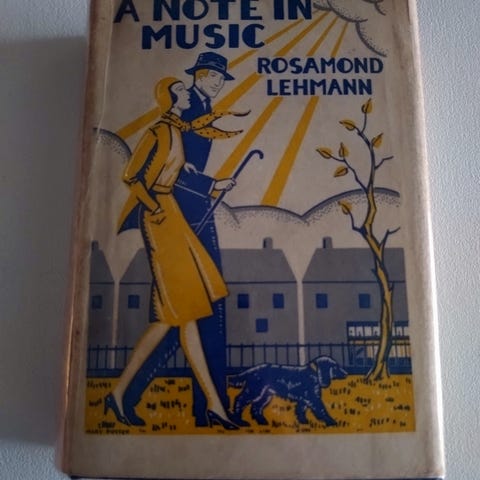 A NOTE IN
MUSIC
ROSAMOND
LEHMANN